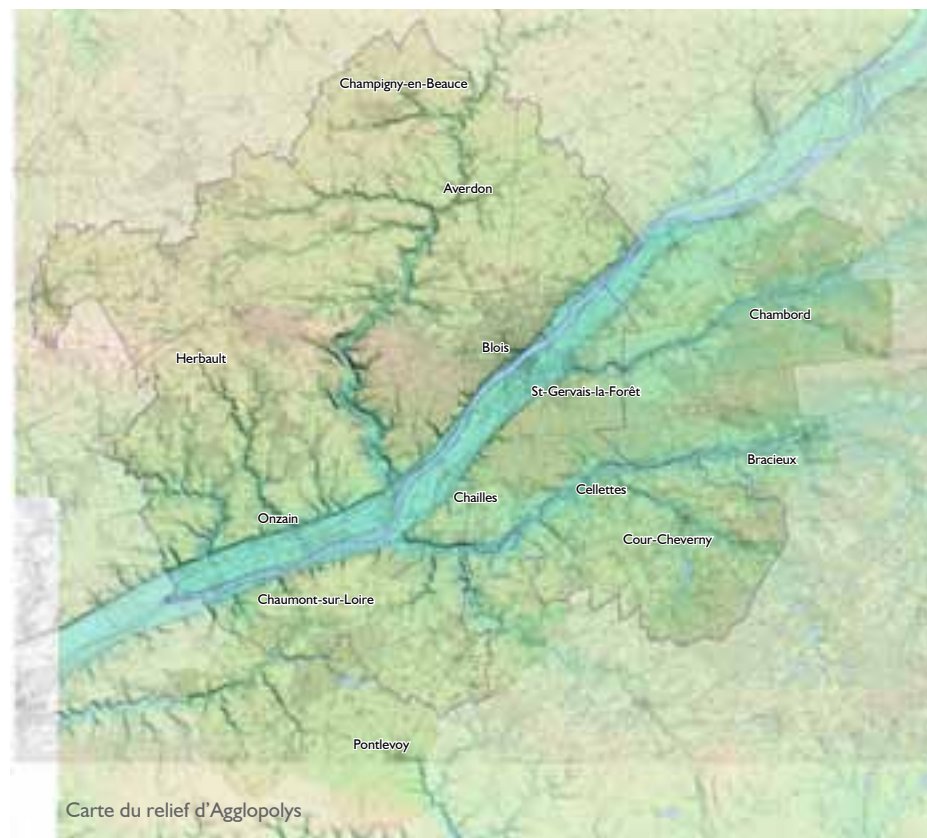 Champigny-en-Beauce
Averdon
Chambord
Blois
Herbault
St-Gervais-la-Forêt
Bracieux
Cellettes
Chailles
Onzain
Cour-Cheverny
Chaumont-sur-Loire
Pontlevoy
Carte du relief d’Agglopolys